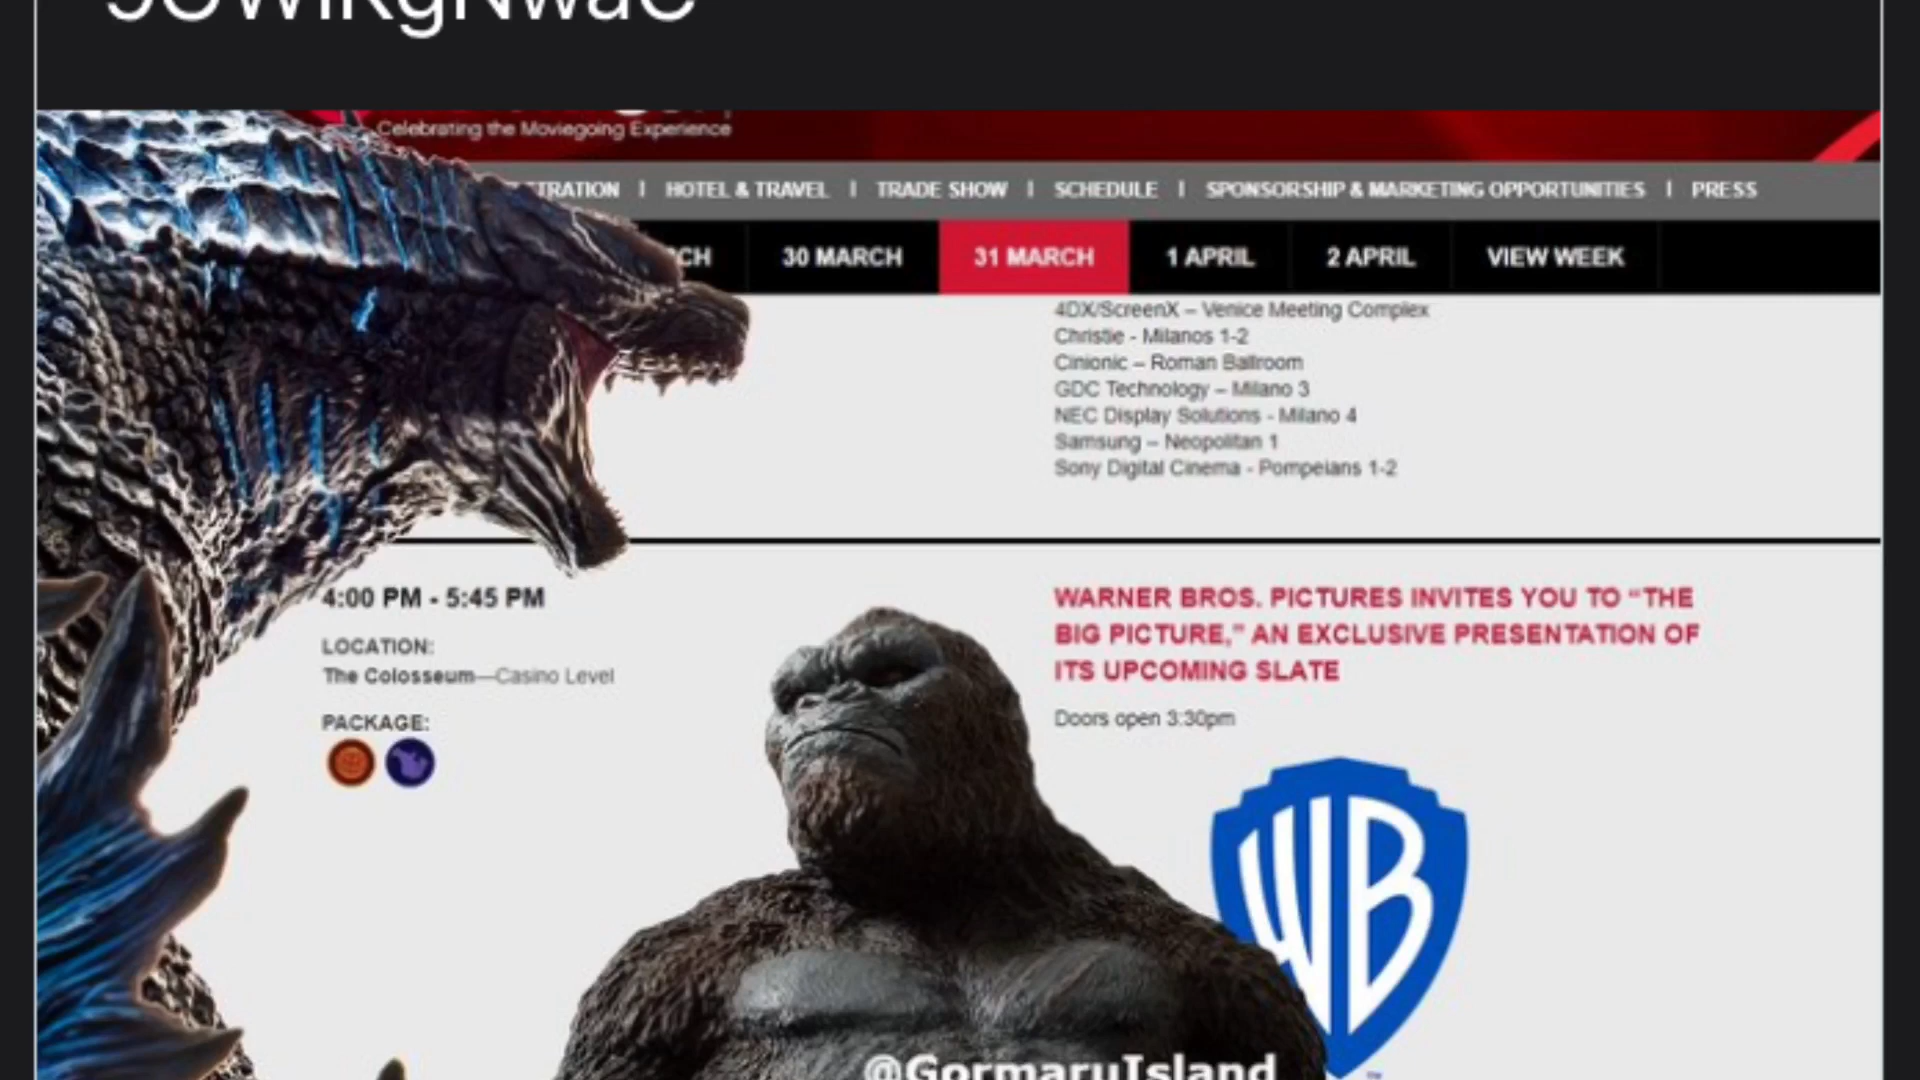 Celebrating the Moviegoing Experience
TRATION | HOTEL & TRAVEL | TRADE SHOW | SCHEDULE | SPONSORSHIP & MARKETING OPPORTUNITIES | PRESS
CH 30 MARCH 31 MARCH 1 APRIL 2 APRIL VIEW WEEK
4DX/ScreenX – Venice Meeting Complex
Christie - Milanos 1-2
Cinionic – Roman Ballroom
GDC Technology – Milano 3
NEC Display Solutions - Milano 4
Samsung – Neopolitan 1
Sony Digital Cinema - Pompeians 1-2
4:00 PM - 5:45 PM
LOCATION:
The Colosseum—Casino Level
PACKAGE:
WARNER BROS. PICTURES INVITES YOU TO “THE
BIG PICTURE,” AN EXCLUSIVE PRESENTATION OF
ITS UPCOMING SLATE
Doors open 3:30pm
WB
@GormaruIsland